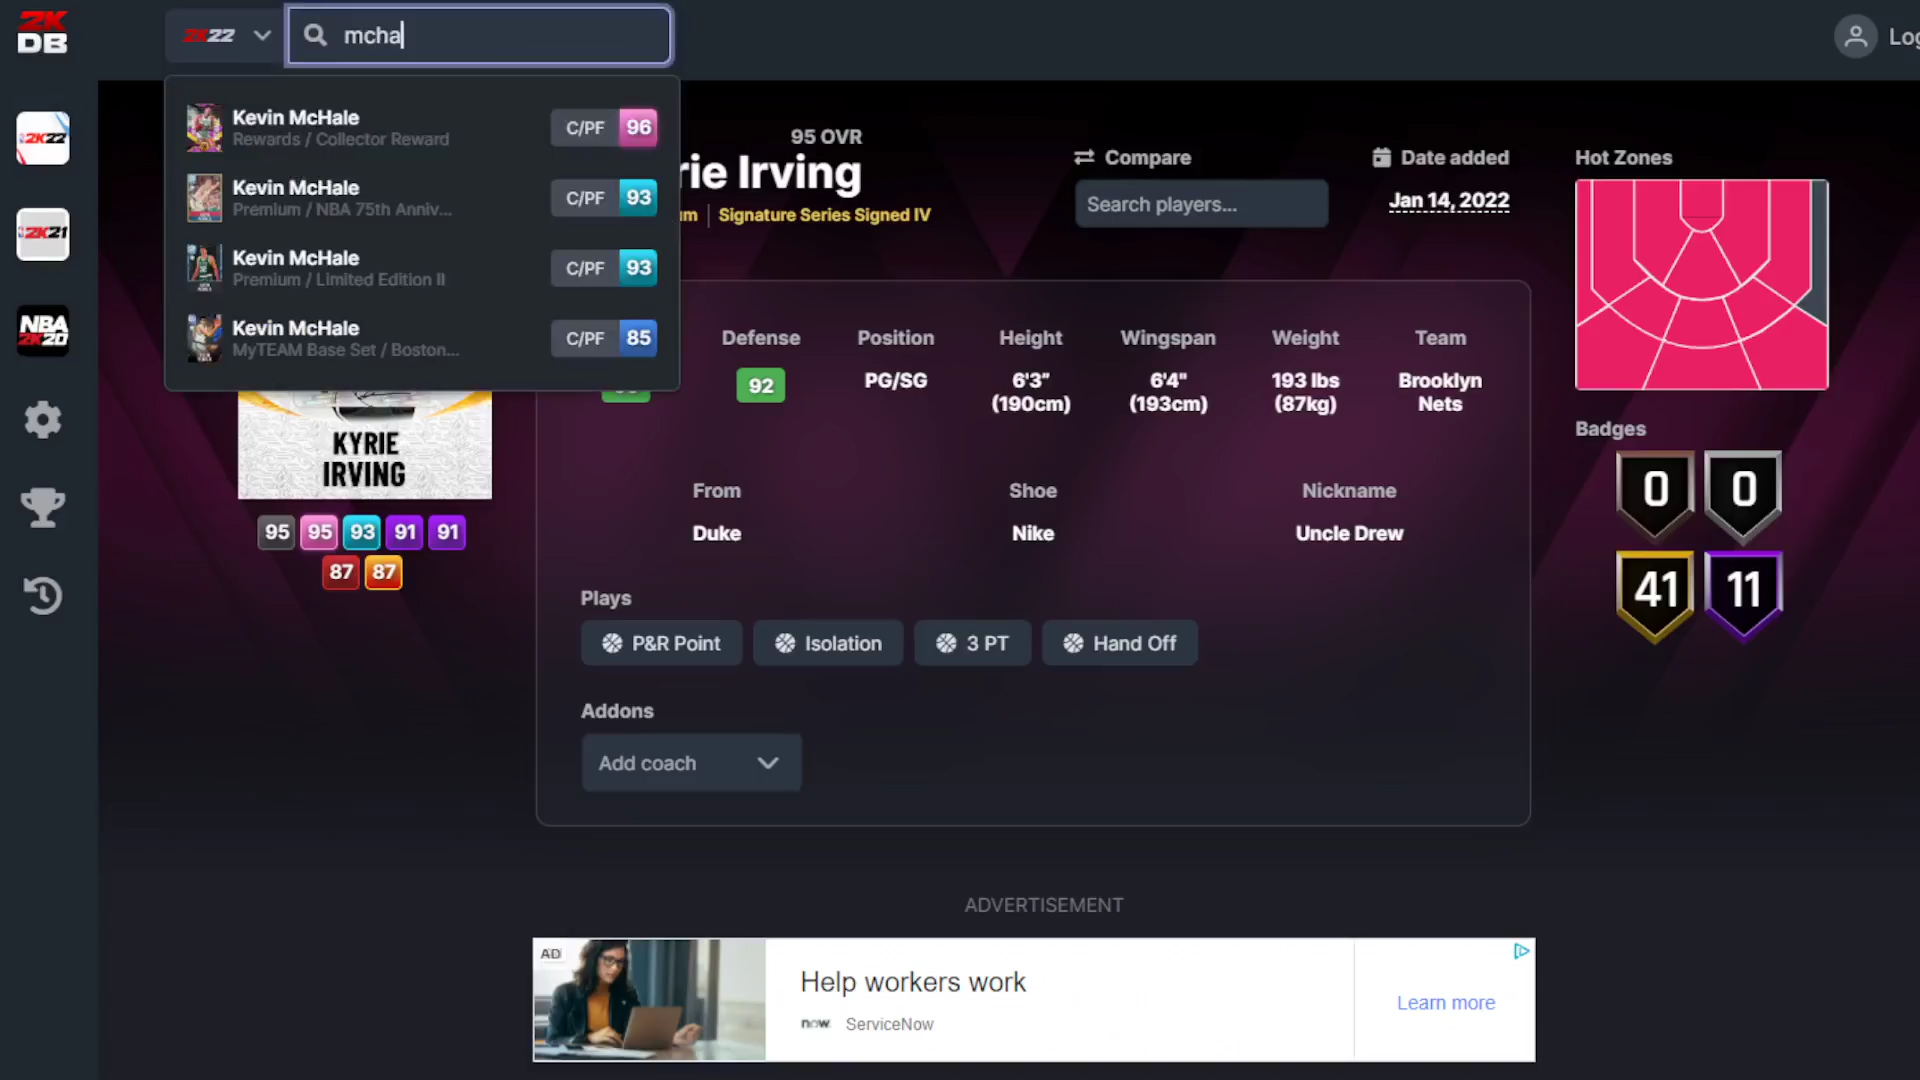 2K
DB
2K22
mcha
Log
Kevin McHale
Rewards / Collector Reward
C/PF 96
Kevin McHale
Premium / NBA 75th Anniv...
C/PF 93
Kevin McHale
Premium / Limited Edition II
C/PF 93
Kevin McHale
MyTEAM Base Set / Boston...
C/PF 85
2K22
2K21
NBA
2K20
95 OVR
rie Irving
um | Signature Series Signed IV
Compare
Search players...
Date added
Jan 14, 2022
Hot Zones
Defense
92
Position
PG/SG
Height
6'3"
(190cm)
Wingspan
6'4"
(193cm)
Weight
193 lbs
(87kg)
Team
Brooklyn
Nets
KYRIE
IRVING
95 95 93 91 91
87 87
From
Duke
Shoe
Nike
Nickname
Uncle Drew
Plays
P&R Point
Isolation
3 PT
Hand Off
Addons
Add coach
Badges
0 0
41 11
ADVERTISEMENT
AD
Help workers work
now ServiceNow
Learn more